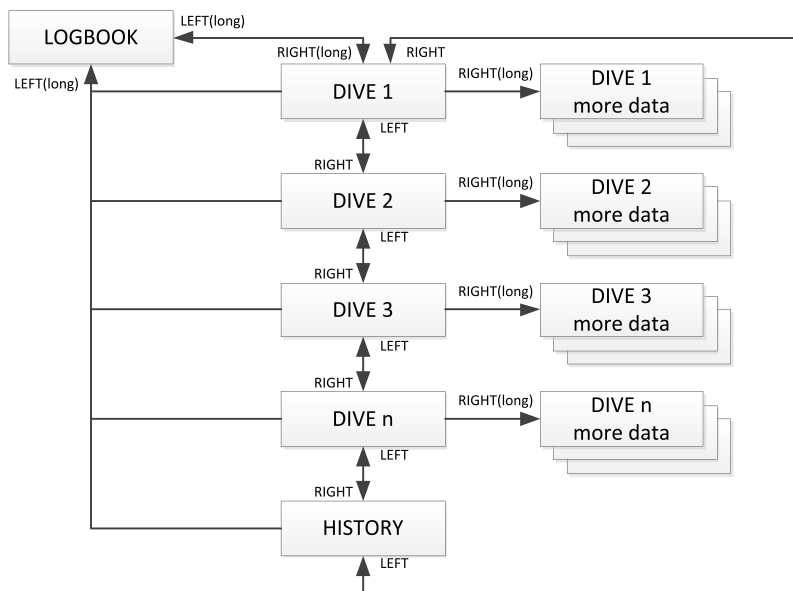 LEFT(long)
LOGBOOK
RIGHT(long)
RIGHT
LEFT(long)
DIVE 1
RIGHT(long)
DIVE 1
more data
LEFT
RIGHT
DIVE 2
RIGHT(long)
DIVE 2
more data
LEFT
RIGHT
DIVE 3
RIGHT(long)
DIVE 3
more data
LEFT
RIGHT
DIVE n
RIGHT(long)
DIVE n
more data
LEFT
RIGHT
HISTORY
LEFT